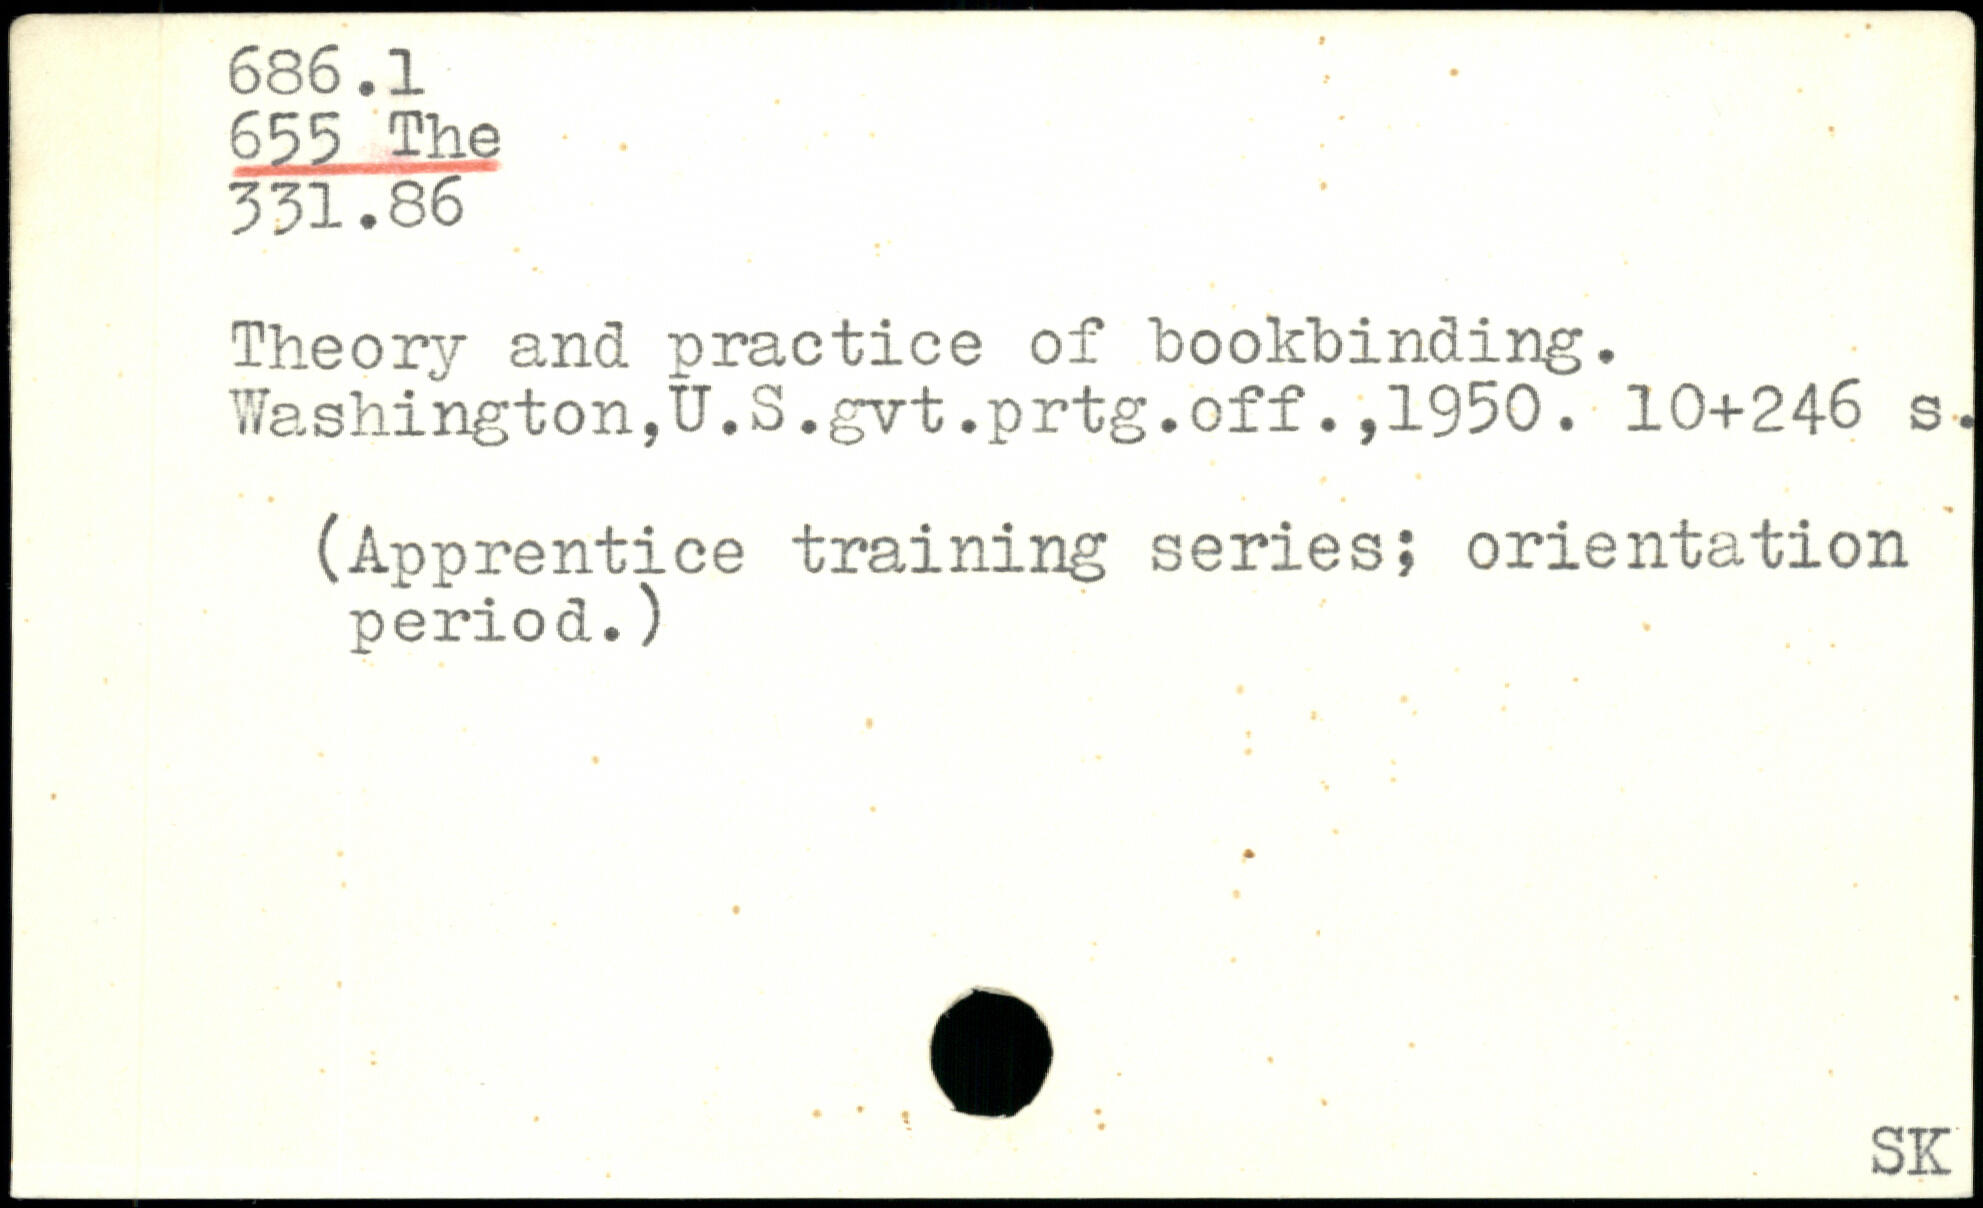 686.1
655 The
331.86
Theory and practice of bookbinding.
Washington,U.S.gvt.prtg.off.,1950. 10+246 s.
(Apprentice training series; orientation
period.)
SK